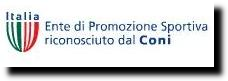 Italia
Ente di Promozione Sportiva
riconosciuto dal Coni